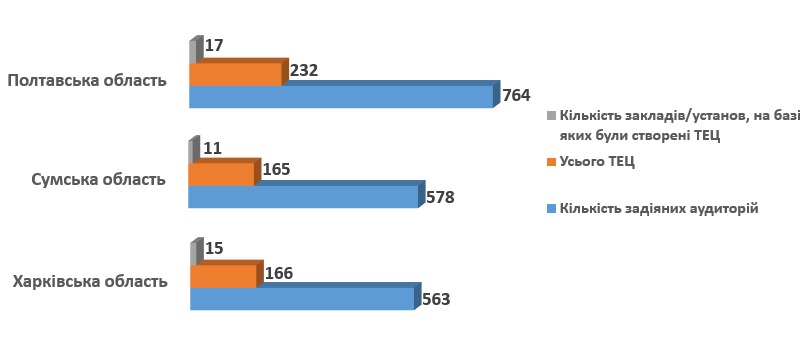 17
232
Полтавська область
764
Кількість закладів/установ, на базі
яких були створені ТЕЦ
11
165
Усього ТЕЦ
Сумська область
578
Кількість задіяних аудиторій
15
166
Харківська область
563